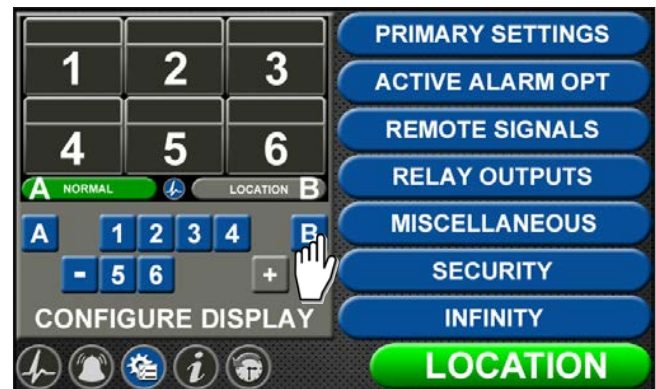 1 2 3
4 5 6
A NORMAL LOCATION B
A 1 2 3 4 B
- 5 6 +
CONFIGURE DISPLAY
PRIMARY SETTINGS
ACTIVE ALARM OPT
REMOTE SIGNALS
RELAY OUTPUTS
MISCELLANEOUS
SECURITY
INFINITY
i
LOCATION